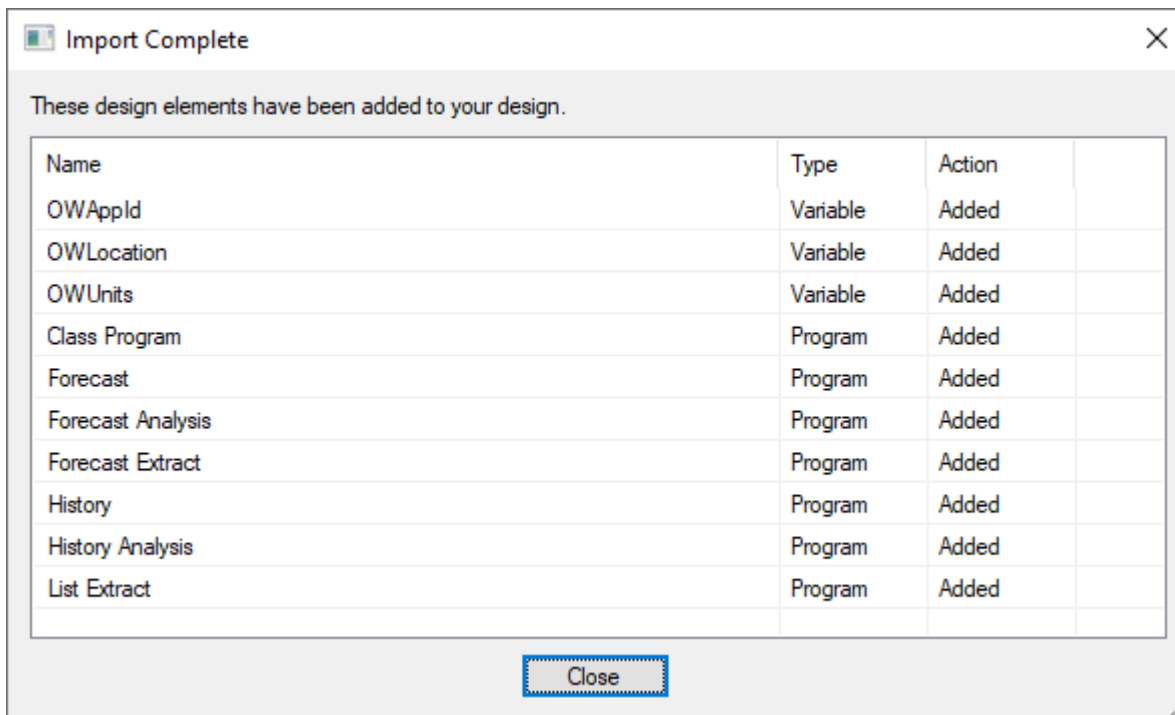 Import Complete
These design elements have been added to your design.
Name Type Action
OWAppId Variable Added
OWLocation Variable Added
OWUnits Variable Added
Class Program Program Added
Forecast Program Added
Forecast Analysis Program Added
Forecast Extract Program Added
History Program Added
History Analysis Program Added
List Extract Program Added
Close